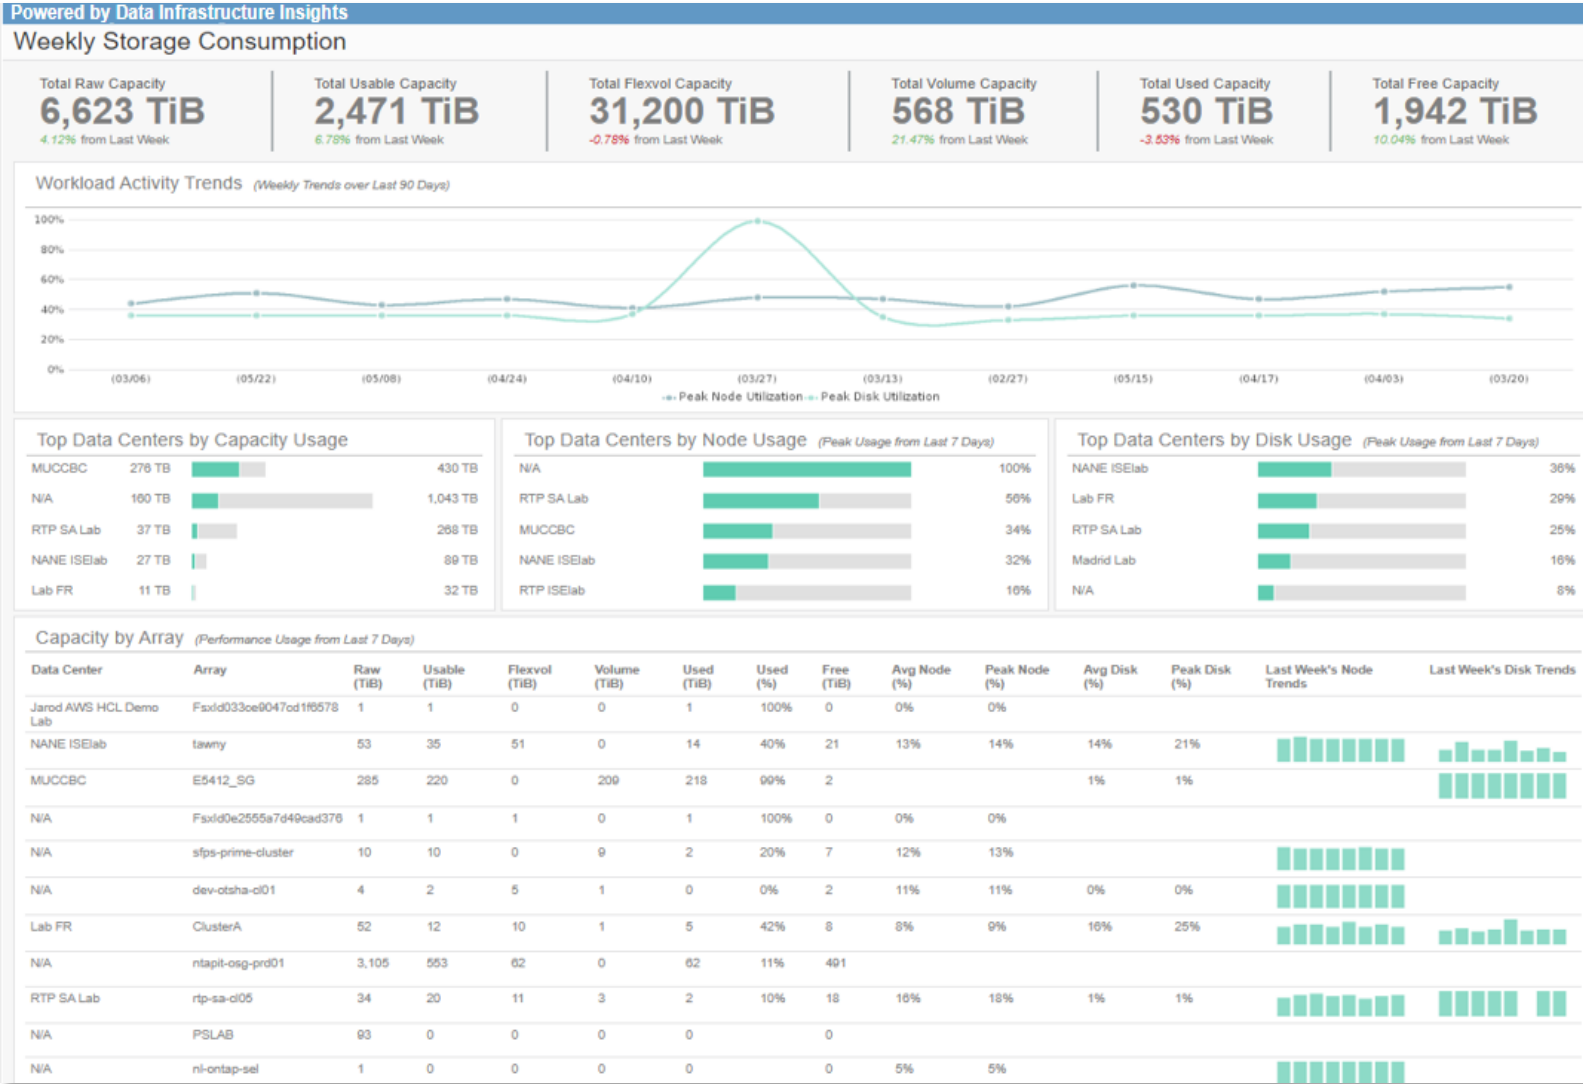 Powered by Data Infrastructure Insights
Weekly Storage Consumption
Total Raw Capacity
6,623 TiB
4.12% from Last Week
Total Usable Capacity
2,471 TiB
6.78% from Last Week
Total Flexvol Capacity
31,200 TiB
-0.78% from Last Week
Total Volume Capacity
568 TiB
21.47% from Last Week
Total Used Capacity
530 TiB
-3.53% from Last Week
Total Free Capacity
1,942 TiB
10.04% from Last Week
Workload Activity Trends (Weekly Trends over Last 90 Days)
100%
80%
60%
40%
20%
0%
(03/06) (05/22) (05/08) (04/24) (04/10) (03/27) (03/13) (02/27) (05/15) (04/17) (04/03) (03/20)
Peak Node Utilization Peak Disk Utilization
Top Data Centers by Capacity Usage
MUCCBC 276 TB 430 TB
N/A 160 TB 1,043 TB
RTP SA Lab 37 TB 268 TB
NANE ISElab 27 TB 89 TB
Lab FR 11 TB 32 TB
Top Data Centers by Node Usage (Peak Usage from Last 7 Days)
N/A 100%
RTP SA Lab 56%
MUCCBC 34%
NANE ISElab 32%
RTP ISElab 16%
Top Data Centers by Disk Usage (Peak Usage from Last 7 Days)
NANE ISElab 36%
Lab FR 29%
RTP SA Lab 25%
Madrid Lab 16%
N/A 8%
Capacity by Array (Performance Usage from Last 7 Days)
Data Center Array Raw (TiB) Usable (TiB) Flexvol (TiB) Volume (TiB) Used (TiB) Used (%) Free (TiB) Avg Node (%) Peak Node (%) Avg Disk (%) Peak Disk (%) Last Week's Node Trends Last Week's Disk Trends
Jarod AWS HCL Demo Lab FsxId033ce9047cd1f6578 1 1 0 0 1 100% 0 0% 0%
NANE ISElab tawny 53 35 51 0 14 40% 21 13% 14% 14% 21%
MUCCBC E5412_SG 285 220 0 209 218 99% 2 1% 1%
N/A FsxId0e2555a7d49cad376 1 1 1 0 1 100% 0 0% 0%
N/A sfps-prime-cluster 10 10 0 9 2 20% 7 12% 13%
N/A dev-otsha-cl01 4 2 5 1 0 0% 2 11% 11% 0% 0%
Lab FR ClusterA 52 12 10 1 5 42% 8 8% 9% 16% 25%
N/A ntapit-osg-prd01 3,105 553 62 0 62 11% 491
RTP SA Lab rtp-sa-cl05 34 20 11 3 2 10% 18 16% 18% 1% 1%
N/A PSLAB 93 0 0 0 0 0
N/A nl-ontap-sel 1 0 0 0 0 0 5% 5%